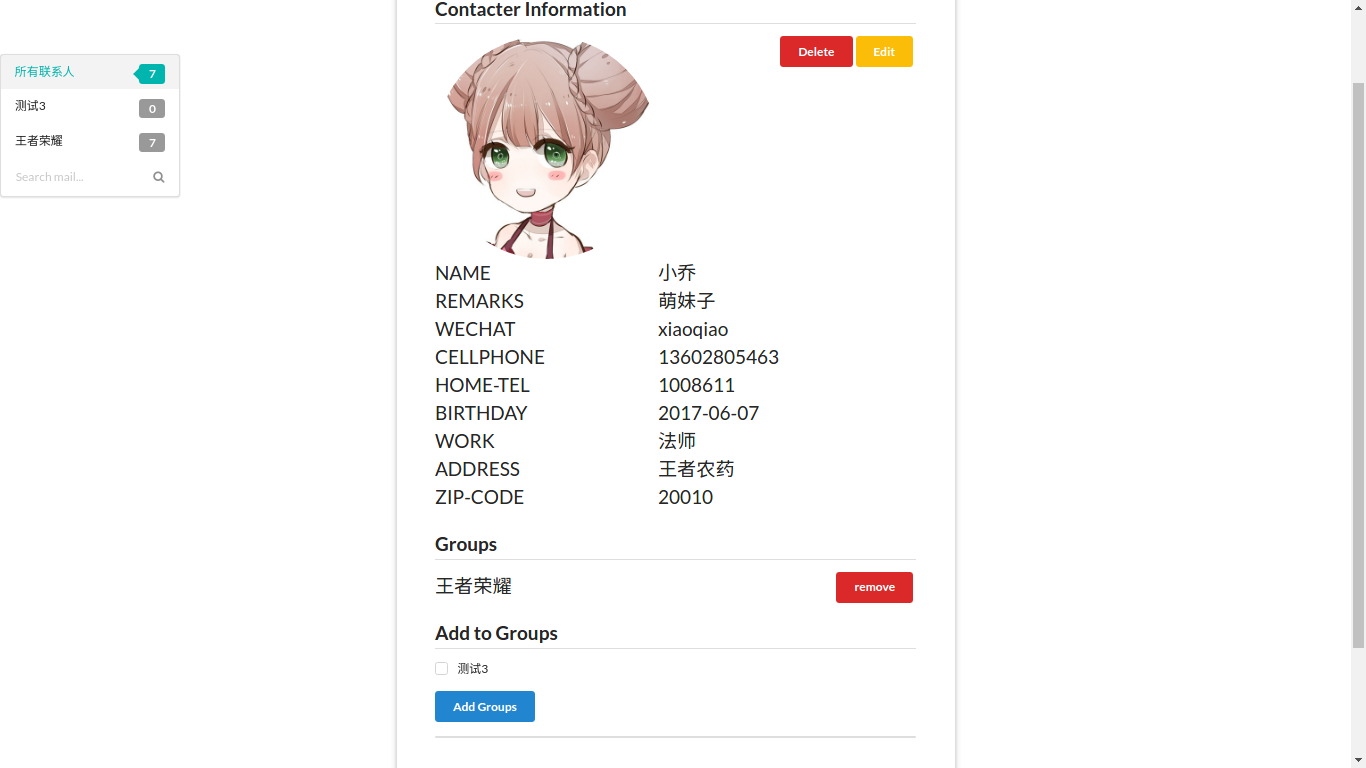 Contacter Information
所有联系人 7
测试3 0
王者荣耀 7
Search mail...
Delete Edit
NAME 小乔
REMARKS 萌妹子
WECHAT xiaoqiao
CELLPHONE 13602805463
HOME-TEL 1008611
BIRTHDAY 2017-06-07
WORK 法师
ADDRESS 王者农药
ZIP-CODE 20010
Groups
王者荣耀 remove
Add to Groups
测试3
Add Groups